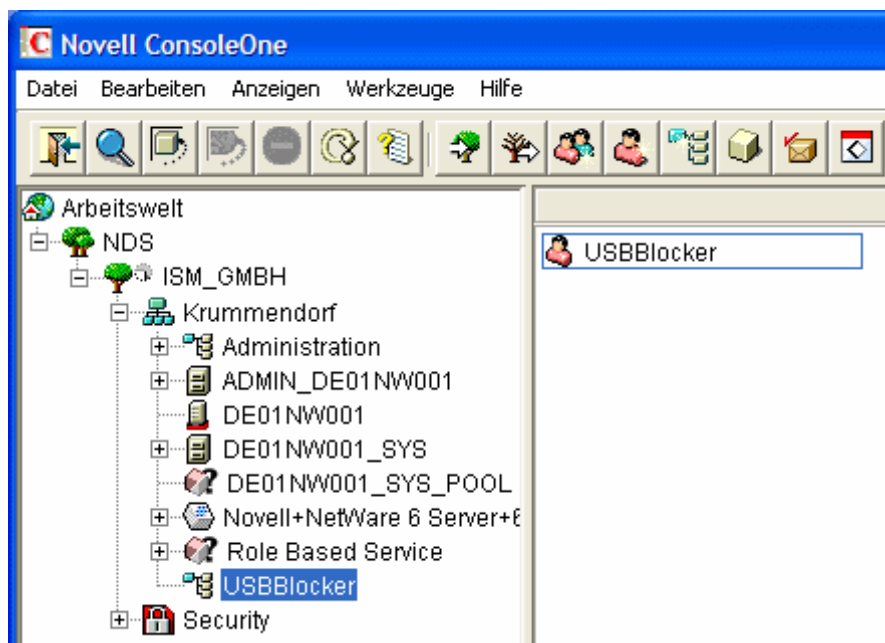 Novell ConsoleOne
Datei Bearbeiten Anzeigen Werkzeuge Hilfe
Arbeitswelt
NDS
ISM_GMBH
Krummendorf
Administration
ADMIN_DE01NW001
DE01NW001
DE01NW001_SYS
DE01NW001_SYS_POOL
Novell+NetWare 6 Server+6
Role Based Service
USBBlocker
Security
USBBlocker